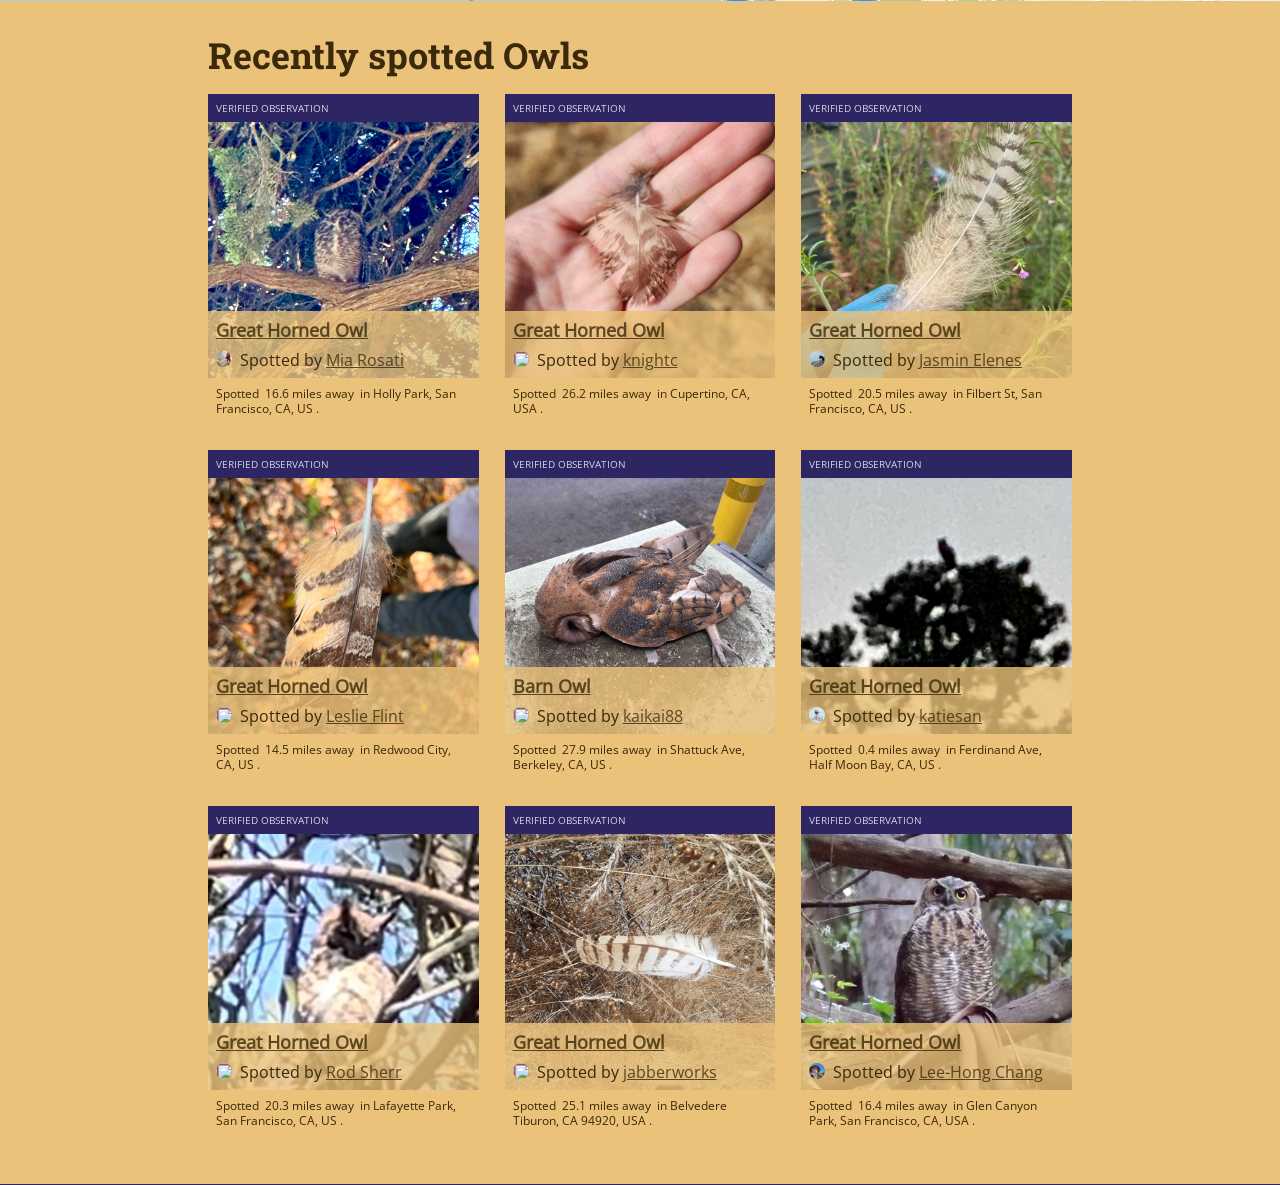 Recently spotted Owls
VERIFIED OBSERVATION
Great Horned Owl
Spotted by Mia Rosati
Spotted 16.6 miles away in Holly Park, San
Francisco, CA, US .
VERIFIED OBSERVATION
Great Horned Owl
Spotted by knightc
Spotted 26.2 miles away in Cupertino, CA,
USA .
VERIFIED OBSERVATION
Great Horned Owl
Spotted by Jasmin Elenes
Spotted 20.5 miles away in Filbert St, San
Francisco, CA, US .
VERIFIED OBSERVATION
Great Horned Owl
Spotted by Leslie Flint
Spotted 14.5 miles away in Redwood City,
CA, US .
VERIFIED OBSERVATION
Barn Owl
Spotted by kaikai88
Spotted 27.9 miles away in Shattuck Ave,
Berkeley, CA, US .
VERIFIED OBSERVATION
Great Horned Owl
Spotted by katiesan
Spotted 0.4 miles away in Ferdinand Ave,
Half Moon Bay, CA, US .
VERIFIED OBSERVATION
Great Horned Owl
Spotted by Rod Sherr
Spotted 20.3 miles away in Lafayette Park,
San Francisco, CA, US .
VERIFIED OBSERVATION
Great Horned Owl
Spotted by jabberworks
Spotted 25.1 miles away in Belvedere
Tiburon, CA 94920, USA .
VERIFIED OBSERVATION
Great Horned Owl
Spotted by Lee-Hong Chang
Spotted 16.4 miles away in Glen Canyon
Park, San Francisco, CA, USA .